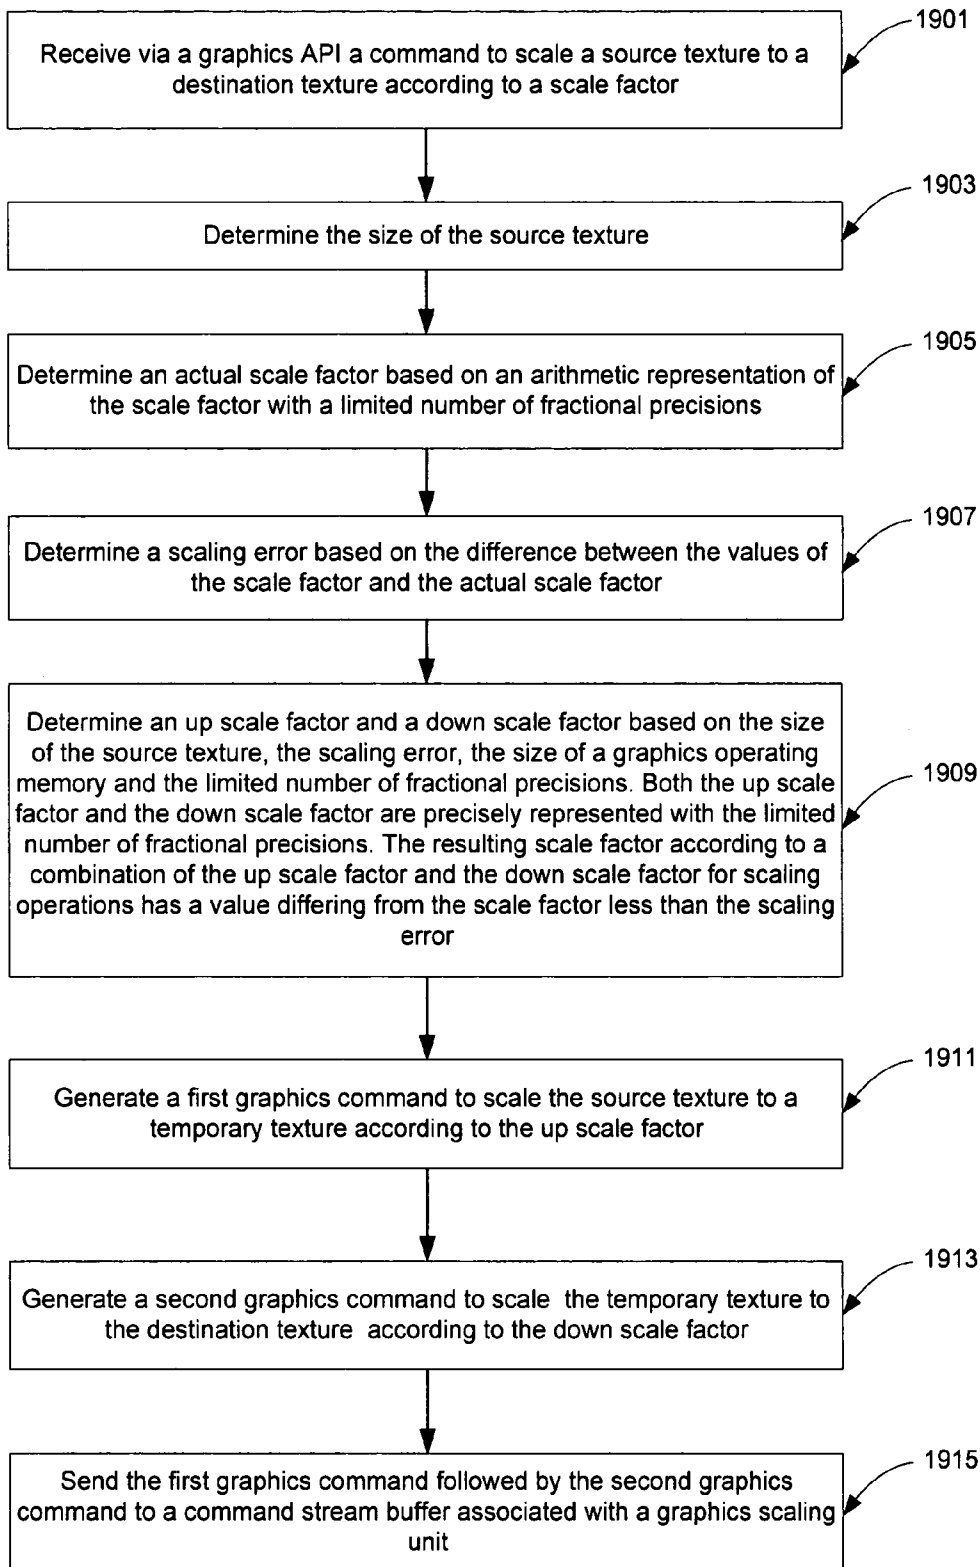 1901
Receive via a graphics API a command to scale a source texture to a
destination texture according to a scale factor
1903
Determine the size of the source texture
1905
Determine an actual scale factor based on an arithmetic representation of
the scale factor with a limited number of fractional precisions
1907
Determine a scaling error based on the difference between the values of
the scale factor and the actual scale factor
1909
Determine an up scale factor and a down scale factor based on the size
of the source texture, the scaling error, the size of a graphics operating
memory and the limited number of fractional precisions. Both the up scale
factor and the down scale factor are precisely represented with the limited
number of fractional precisions. The resulting scale factor according to a
combination of the up scale factor and the down scale factor for scaling
operations has a value differing from the scale factor less than the scaling
error
1911
Generate a first graphics command to scale the source texture to a
temporary texture according to the up scale factor
1913
Generate a second graphics command to scale the temporary texture to
the destination texture according to the down scale factor
1915
Send the first graphics command followed by the second graphics
command to a command stream buffer associated with a graphics scaling
unit